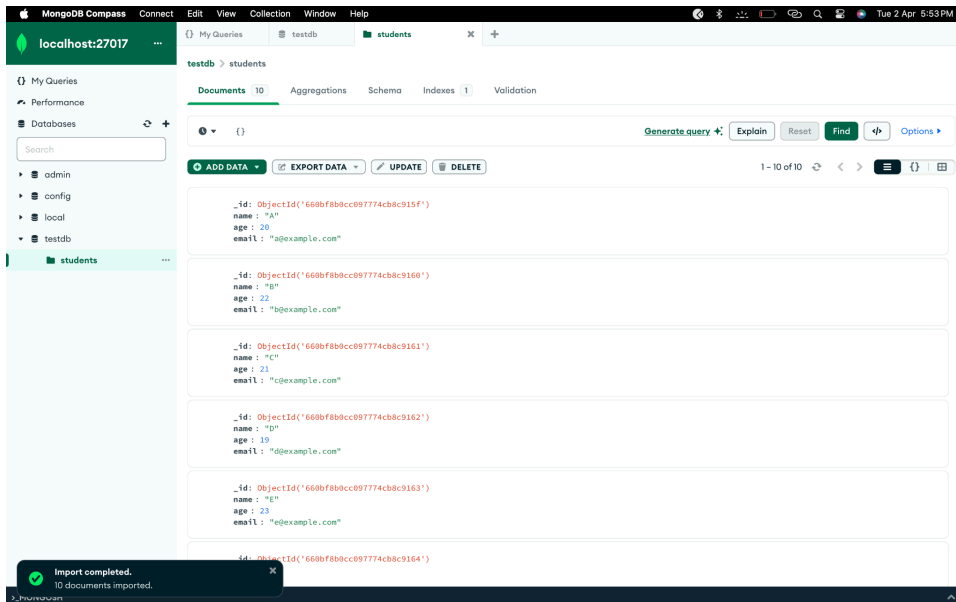 MongoDB Compass Connect Edit View Collection Window Help Tue 2 Apr 5:53 PM
localhost:27017 ...
{} My Queries testdb students × +
testdb > students
{} My Queries
Performance
Databases
Search
admin
config
local
testdb
students ...
Documents 10 Aggregations Schema Indexes 1 Validation
{} Generate query Explain Reset Find </> Options
ADD DATA EXPORT DATA UPDATE DELETE 1 – 10 of 10 < > {}
_id: ObjectId('660bf8b0cc097774cb8c915f')
name : "A"
age : 20
email : "a@example.com"
_id: ObjectId('660bf8b0cc097774cb8c9160')
name : "B"
age : 22
email : "b@example.com"
_id: ObjectId('660bf8b0cc097774cb8c9161')
name : "C"
age : 21
email : "c@example.com"
_id: ObjectId('660bf8b0cc097774cb8c9162')
name : "D"
age : 19
email : "d@example.com"
_id: ObjectId('660bf8b0cc097774cb8c9163')
name : "E"
age : 23
email : "e@example.com"
_id: ObjectId('660bf8b0cc097774cb8c9164')
Import completed. ×
10 documents imported.
>_MONGOSH